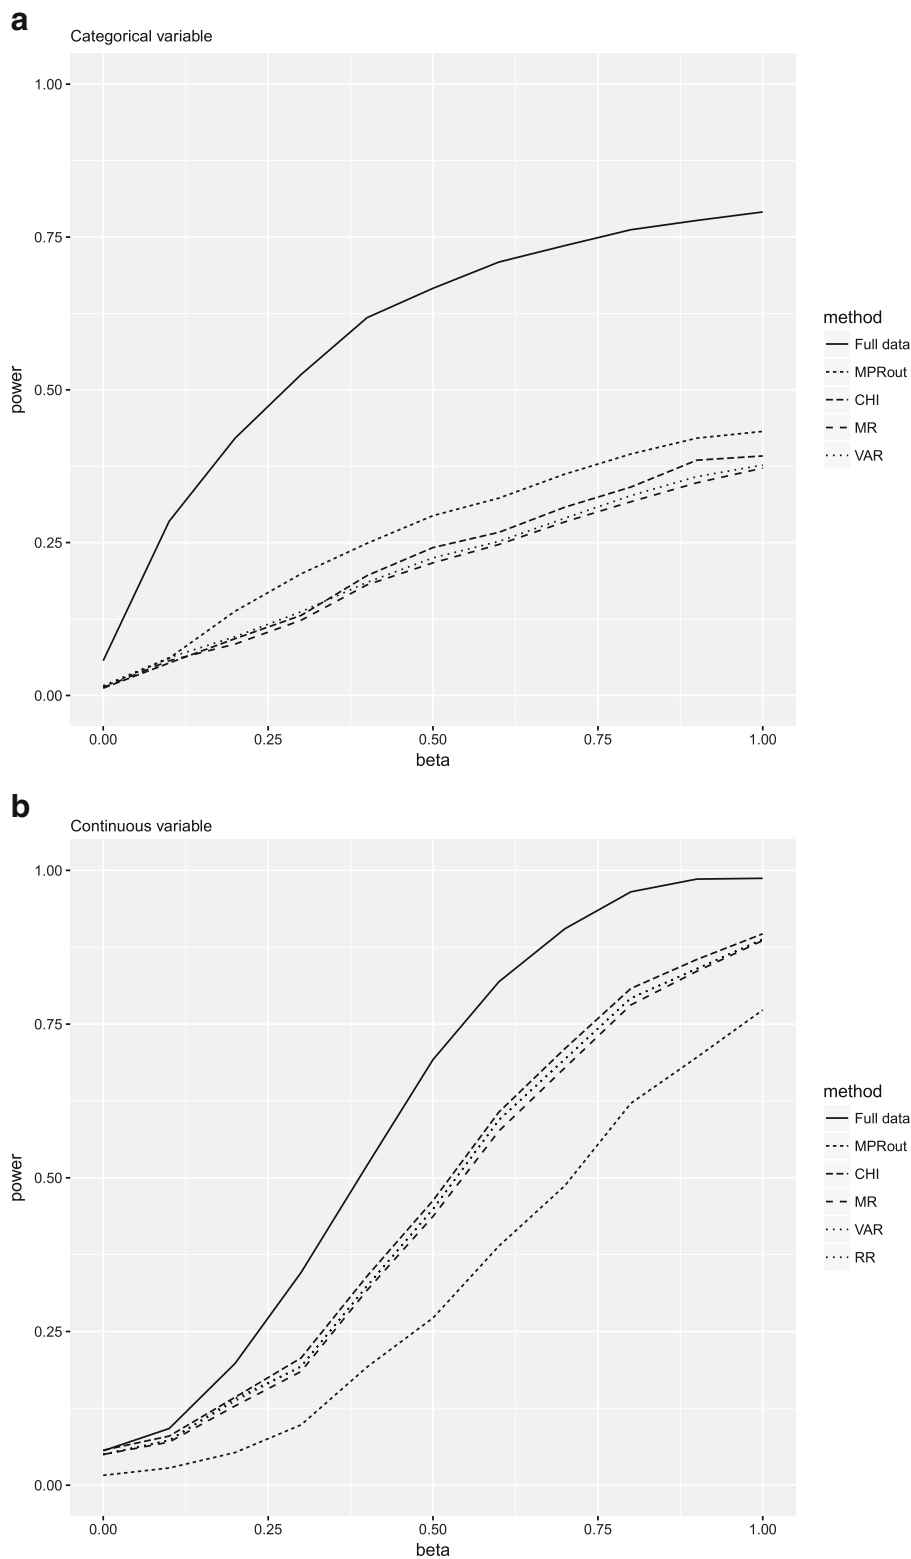 a
Categorical variable
1.00
0.75
0.50
0.25
0.00
power
0.00 0.25 0.50 0.75 1.00
beta
method
Full data
MPRout
CHI
MR
VAR
b
Continuous variable
1.00
0.75
0.50
0.25
0.00
power
0.00 0.25 0.50 0.75 1.00
beta
method
Full data
MPRout
CHI
MR
VAR
RR